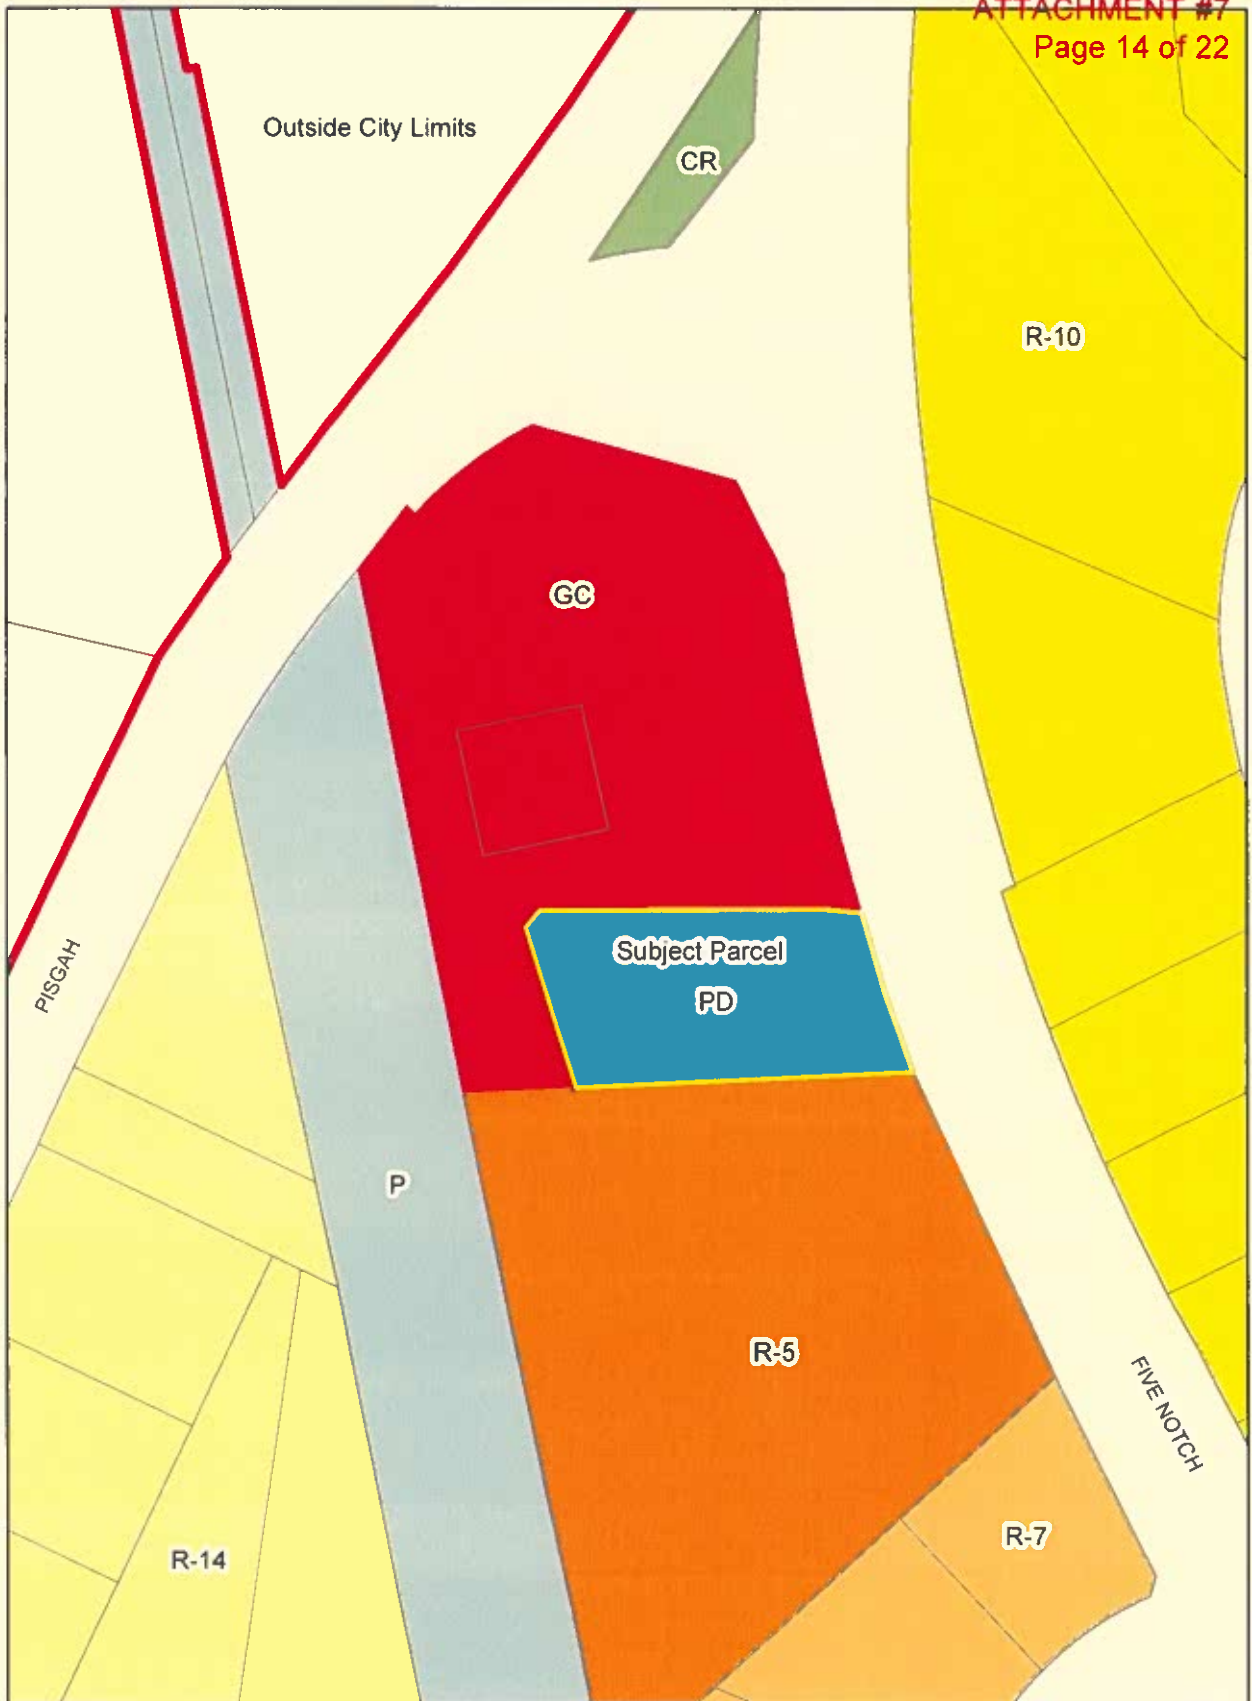 ATTACHMENT #7
Page 14 of 22
Outside City Limits
CR
R-10
GC
Subject Parcel
PD
PISGAH
P
R-5
FIVE NOTCH
R-7
R-14